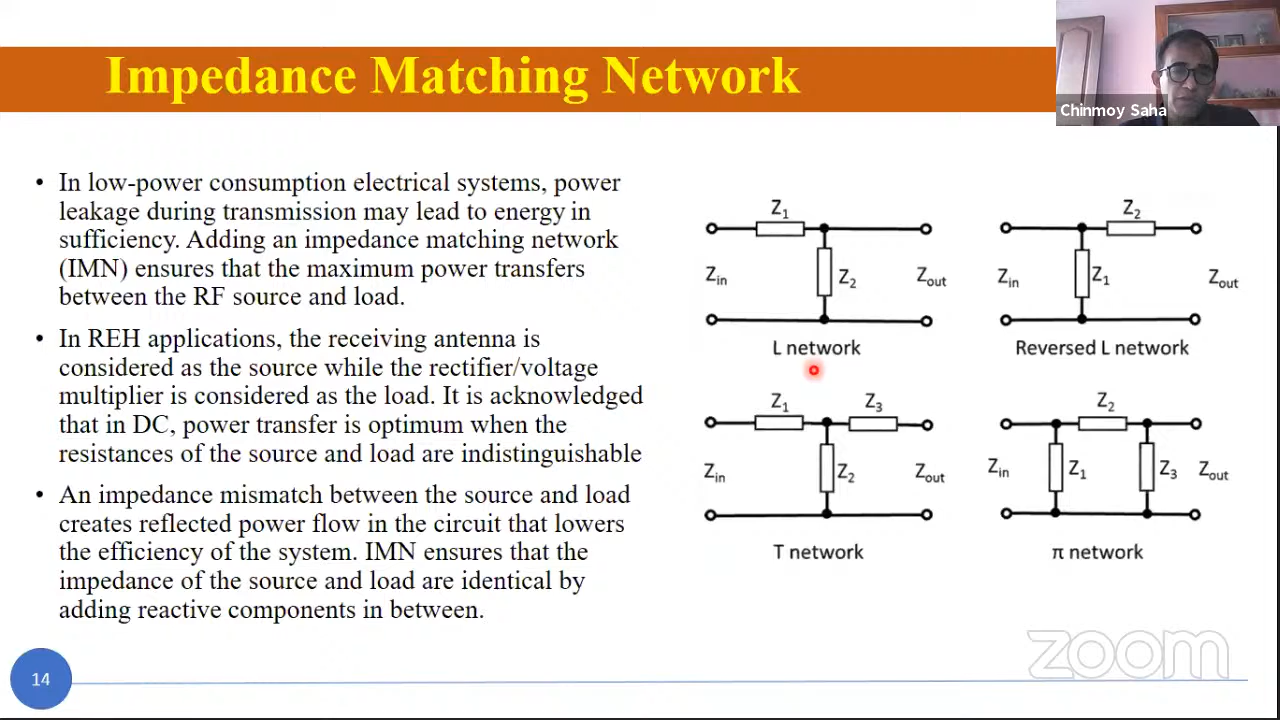 Impedance Matching Network
Chinmoy Saha
• In low-power consumption electrical systems, power
leakage during transmission may lead to energy in
sufficiency. Adding an impedance matching network
(IMN) ensures that the maximum power transfers
between the RF source and load.
• In REH applications, the receiving antenna is
considered as the source while the rectifier/voltage
multiplier is considered as the load. It is acknowledged
that in DC, power transfer is optimum when the
resistances of the source and load are indistinguishable
• An impedance mismatch between the source and load
creates reflected power flow in the circuit that lowers
the efficiency of the system. IMN ensures that the
impedance of the source and load are identical by
adding reactive components in between.
Z1
Zin
Z2
Zout
L network
Z2
Zin
Z1
Zout
Reversed L network
Z1
Z3
Zin
Z2
Zout
T network
Z2
Zin
Z1
Z3
Zout
π network
14
zoom